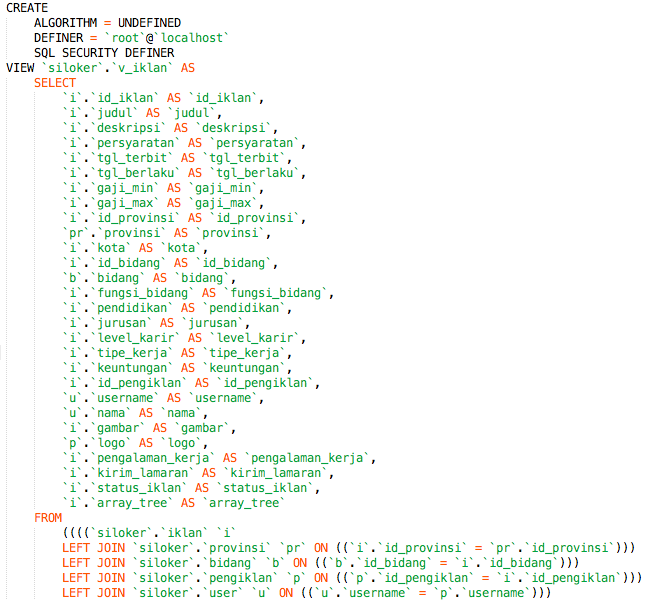 CREATE
ALGORITHM = UNDEFINED
DEFINER = `root`@`localhost`
SQL SECURITY DEFINER
VIEW `siloker`.`v_iklan` AS
SELECT
`i`.`id_iklan` AS `id_iklan`,
`i`.`judul` AS `judul`,
`i`.`deskripsi` AS `deskripsi`,
`i`.`persyaratan` AS `persyaratan`,
`i`.`tgl_terbit` AS `tgl_terbit`,
`i`.`tgl_berlaku` AS `tgl_berlaku`,
`i`.`gaji_min` AS `gaji_min`,
`i`.`gaji_max` AS `gaji_max`,
`i`.`id_provinsi` AS `id_provinsi`,
`pr`.`provinsi` AS `provinsi`,
`i`.`kota` AS `kota`,
`i`.`id_bidang` AS `id_bidang`,
`b`.`bidang` AS `bidang`,
`i`.`fungsi_bidang` AS `fungsi_bidang`,
`i`.`pendidikan` AS `pendidikan`,
`i`.`jurusan` AS `jurusan`,
`i`.`level_karir` AS `level_karir`,
`i`.`tipe_kerja` AS `tipe_kerja`,
`i`.`keuntungan` AS `keuntungan`,
`i`.`id_pengiklan` AS `id_pengiklan`,
`u`.`username` AS `username`,
`u`.`nama` AS `nama`,
`i`.`gambar` AS `gambar`,
`p`.`logo` AS `logo`,
`i`.`pengalaman_kerja` AS `pengalaman_kerja`,
`i`.`kirim_lamaran` AS `kirim_lamaran`,
`i`.`status_iklan` AS `status_iklan`,
`i`.`array_tree` AS `array_tree`
FROM
((((`siloker`.`iklan` `i`
LEFT JOIN `siloker`.`provinsi` `pr` ON ((`i`.`id_provinsi` = `pr`.`id_provinsi`)))
LEFT JOIN `siloker`.`bidang` `b` ON ((`b`.`id_bidang` = `i`.`id_bidang`)))
LEFT JOIN `siloker`.`pengiklan` `p` ON ((`p`.`id_pengiklan` = `i`.`id_pengiklan`)))
LEFT JOIN `siloker`.`user` `u` ON ((`u`.`username` = `p`.`username`)))